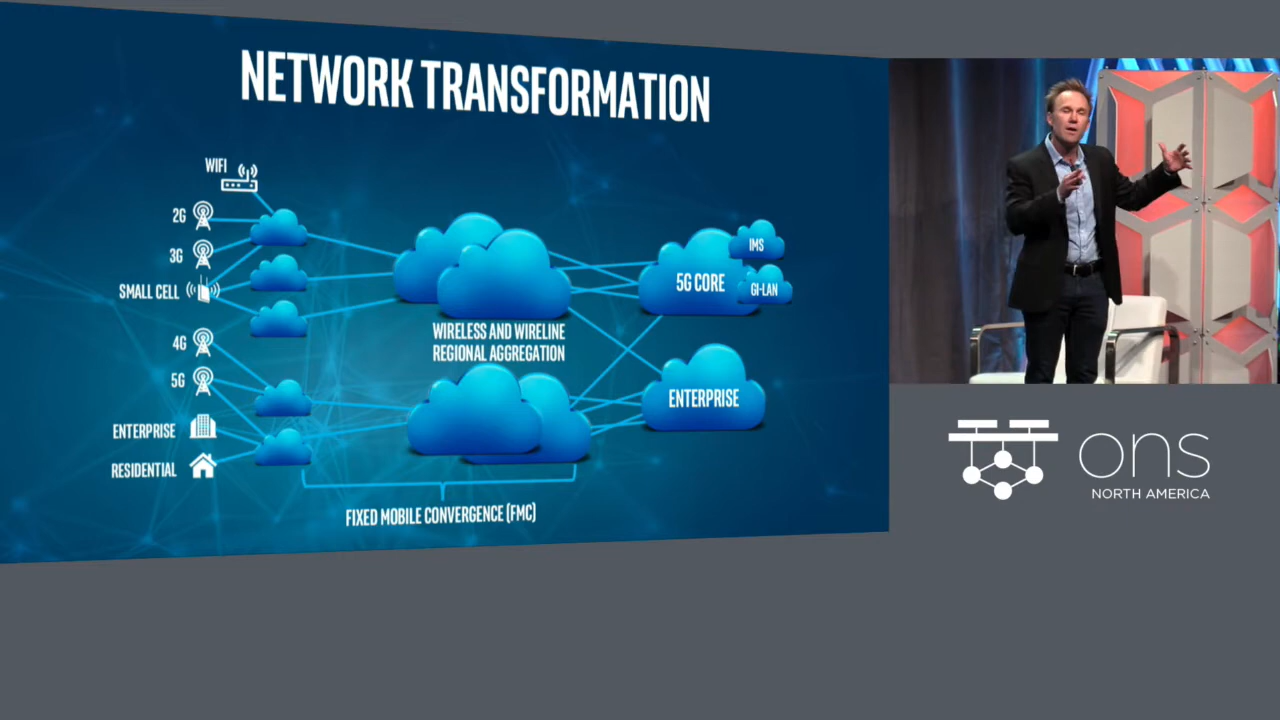 NETWORK TRANSFORMATION
WIFI
2G
3G
SMALL CELL
4G
5G
ENTERPRISE
RESIDENTIAL
WIRELESS AND WIRELINE
REGIONAL AGGREGATION
FIXED MOBILE CONVERGENCE (FMC)
5G CORE
IMS
GI-LAN
ENTERPRISE
ons
NORTH AMERICA